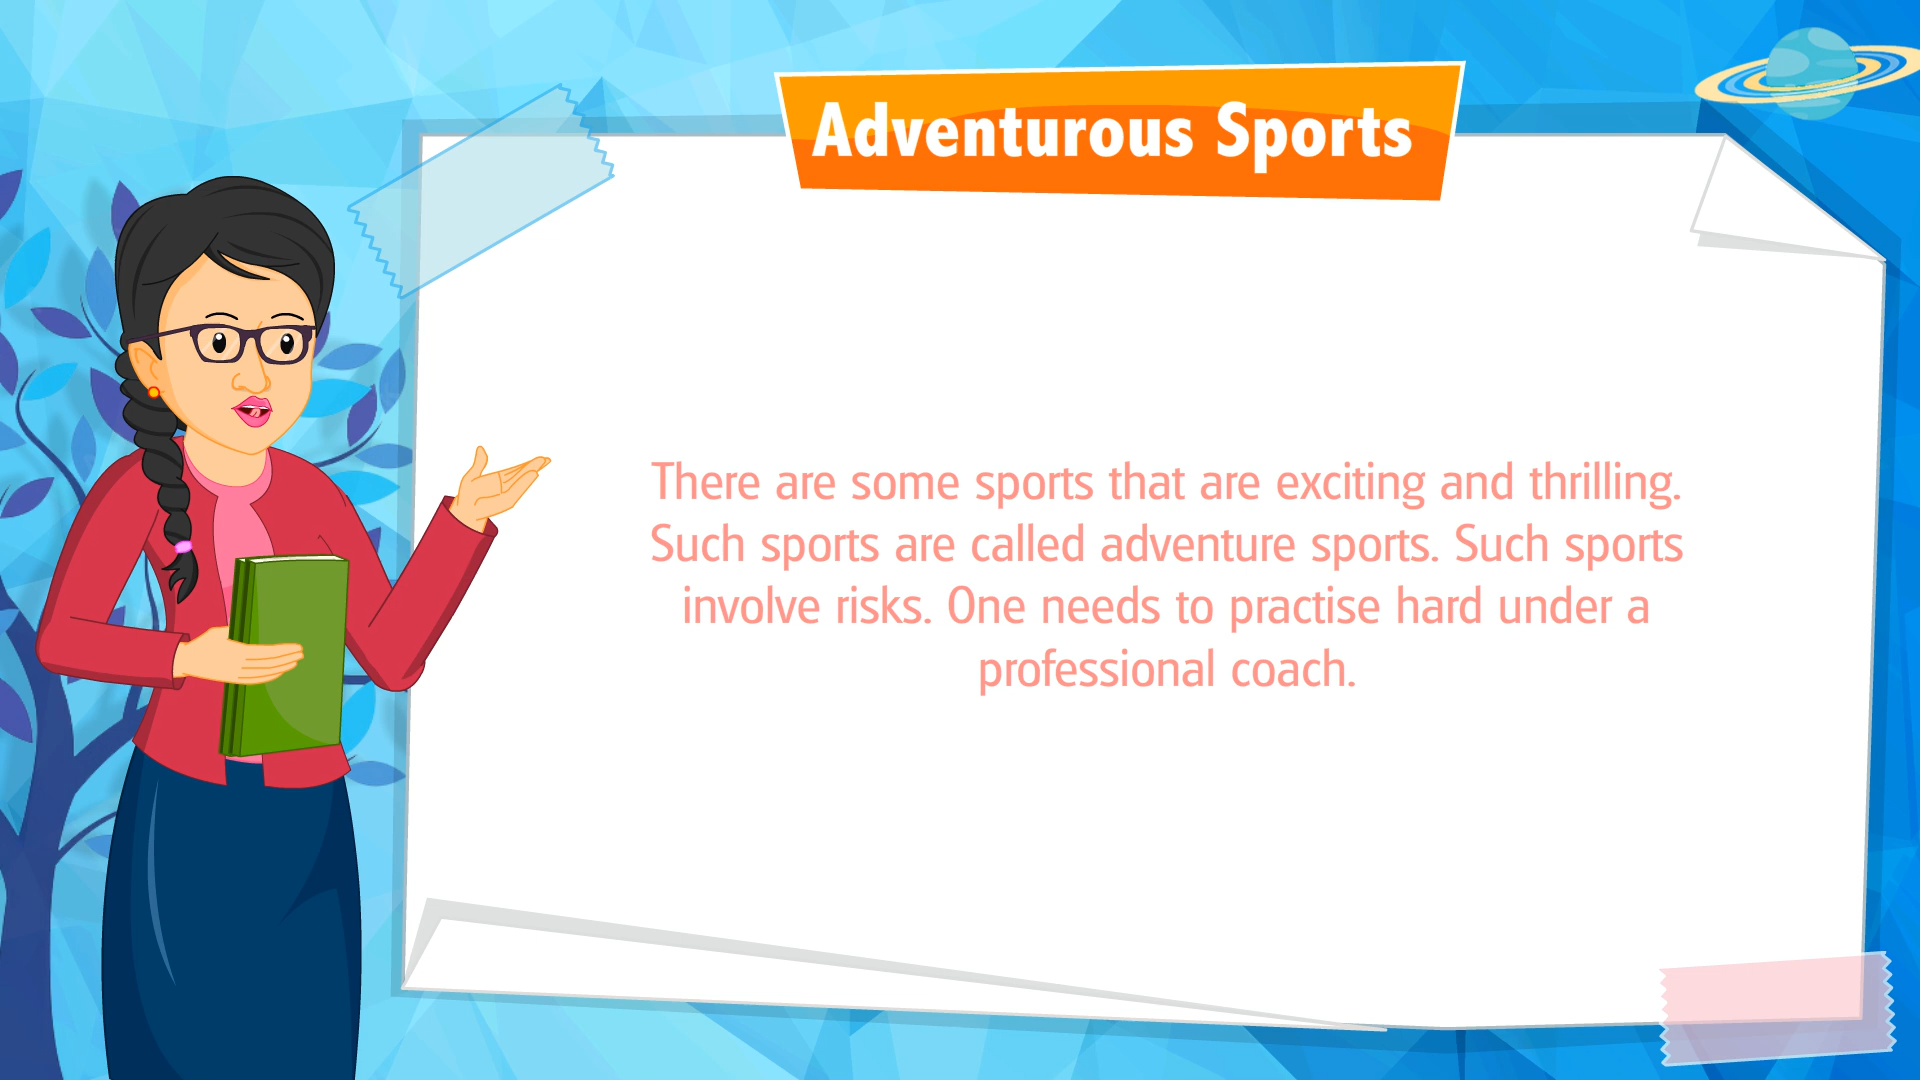 Adventurous Sports
There are some sports that are exciting and thrilling.
Such sports are called adventure sports. Such sports
involve risks. One needs to practise hard under a
professional coach.